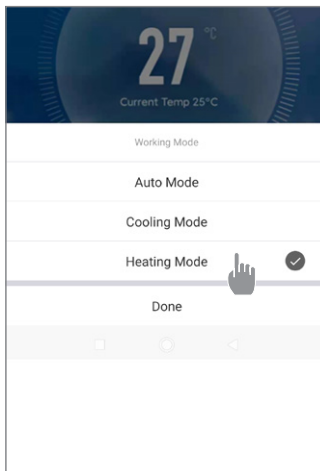 27 °C
Current Temp 25°C
Working Mode
Auto Mode
Cooling Mode
Heating Mode
Done